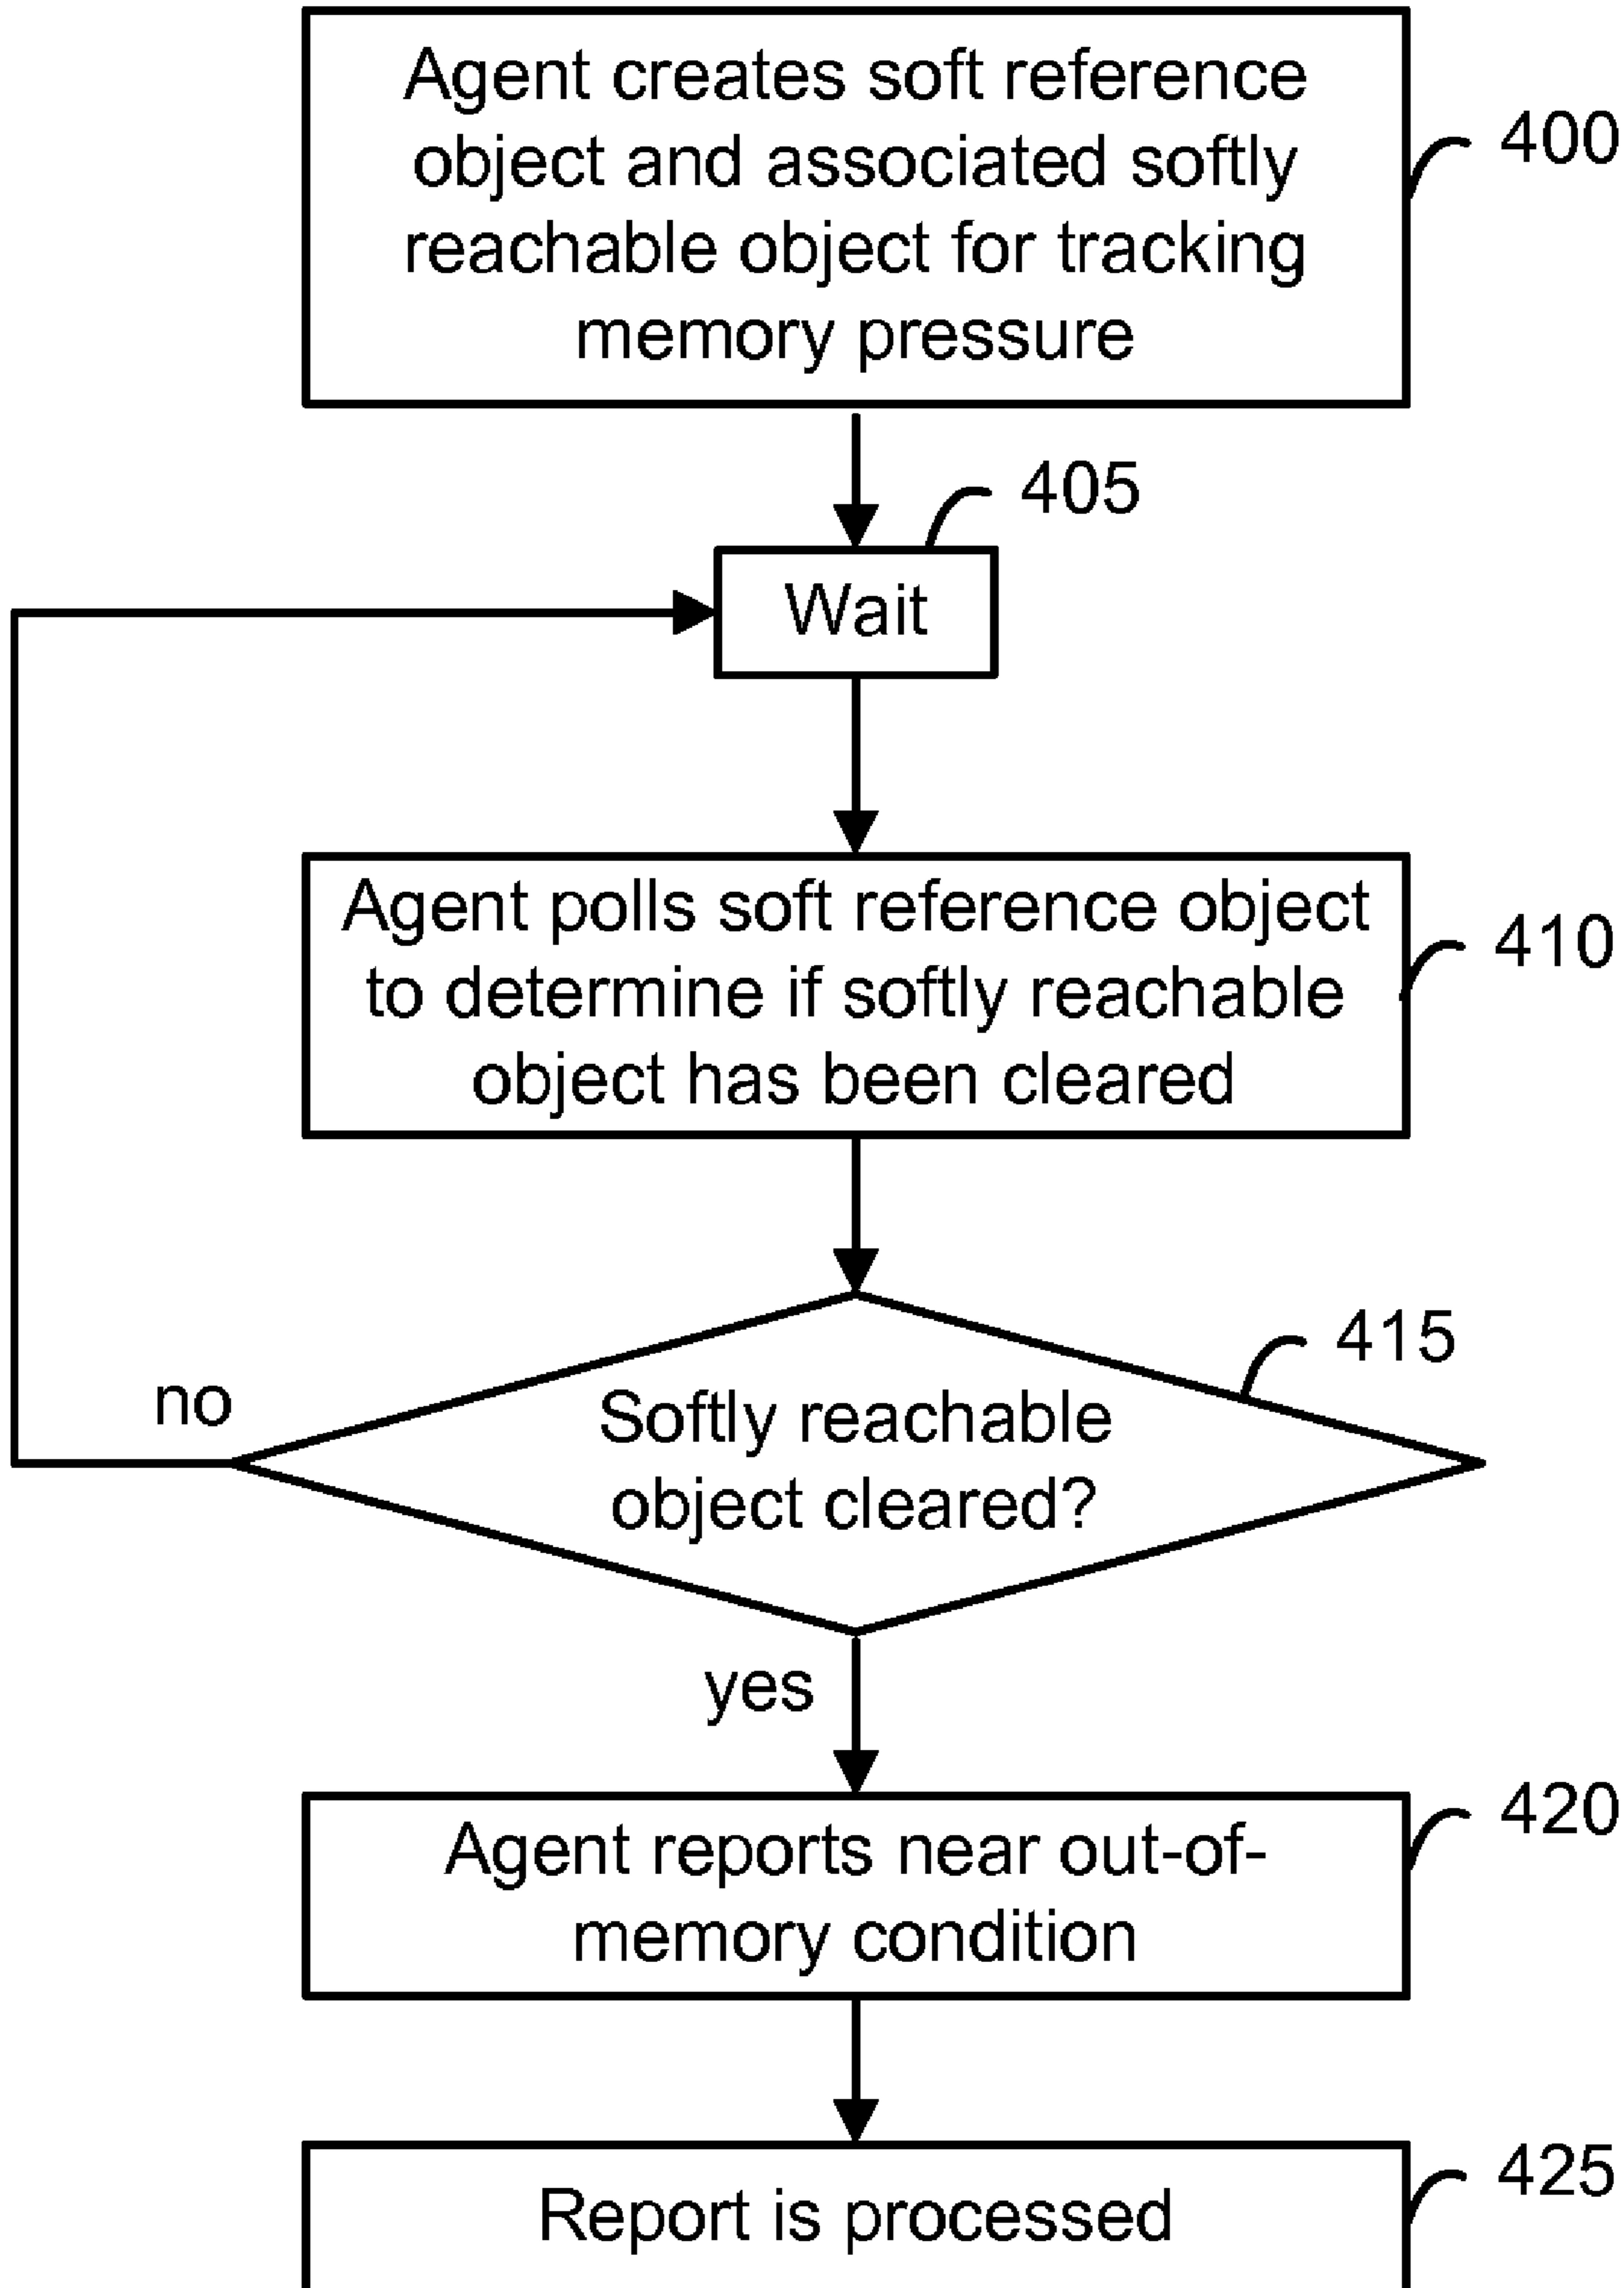 Agent creates soft reference
object and associated softly
reachable object for tracking
memory pressure
400
405
Wait
Agent polls soft reference object
to determine if softly reachable
object has been cleared
410
415
no
Softly reachable
object cleared?
yes
420
Agent reports near out-of-
memory condition
425
Report is processed